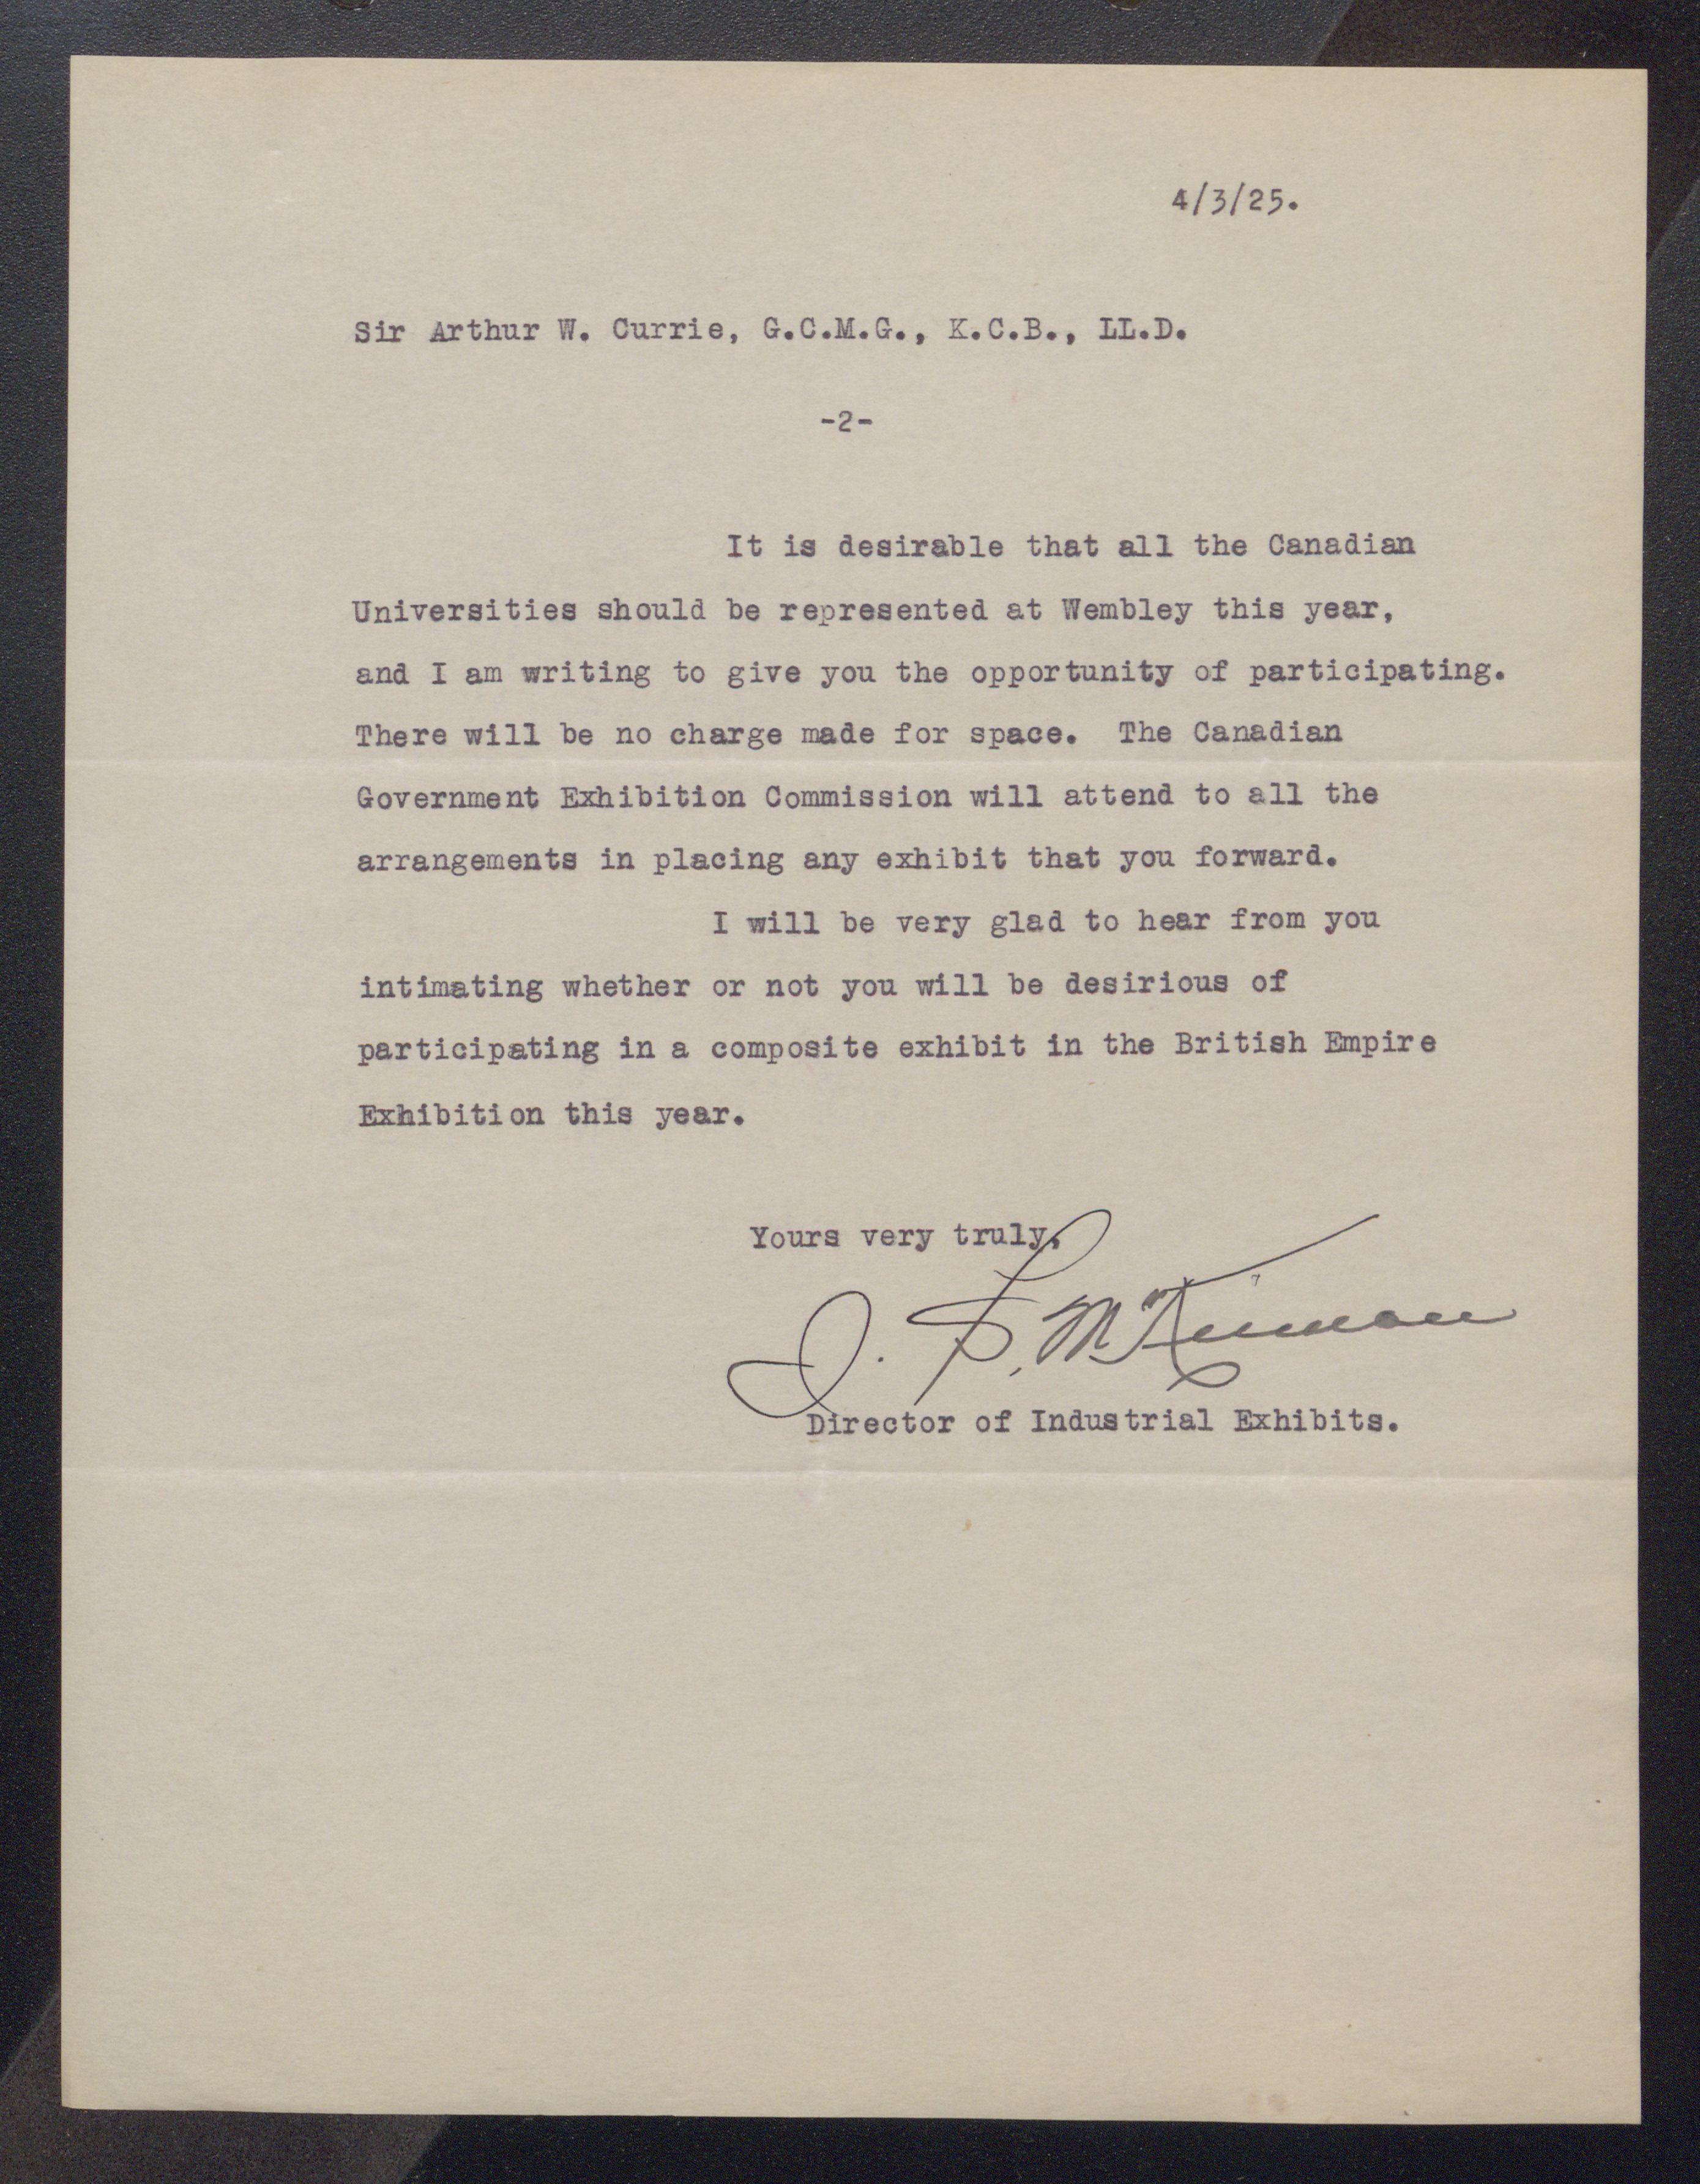 4/3/25.
Sir Arthur W. Currie, G.C.M.G., K.C.B., LL.D.
-2-
It is desirable that all the Canadian
Universities should be represented at Wembley this year,
and I am writing to give you the opportunity of participating.
There will be no charge made for space. The Canadian
Government Exhibition Commission will attend to all the
arrangements in placing any exhibit that you forward.
I will be very glad to hear from you
intimating whether or not you will be desirious of
participating in a composite exhibit in the British Empire
Exhibition this year.
Yours very truly,
Director of Industrial Exhibits.